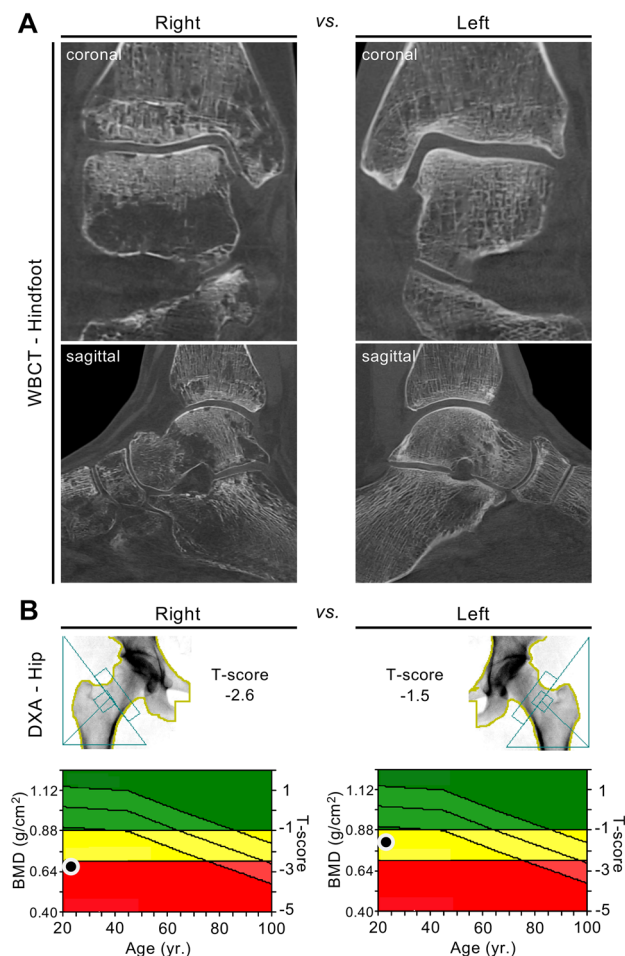 A
Right vs. Left
WBCT - Hindfoot
coronal coronal
sagittal sagittal
B
Right vs. Left
DXA - Hip
T-score T-score
-2.6 -1.5
BMD (g/cm²)
1.12
0.88
0.64
0.40
1
-1
-3
-5
T-score
20 40 60 80 100
Age (yr.)
BMD (g/cm²)
1.12
0.88
0.64
0.40
1
-1
-3
-5
T-score
20 40 60 80 100
Age (yr.)